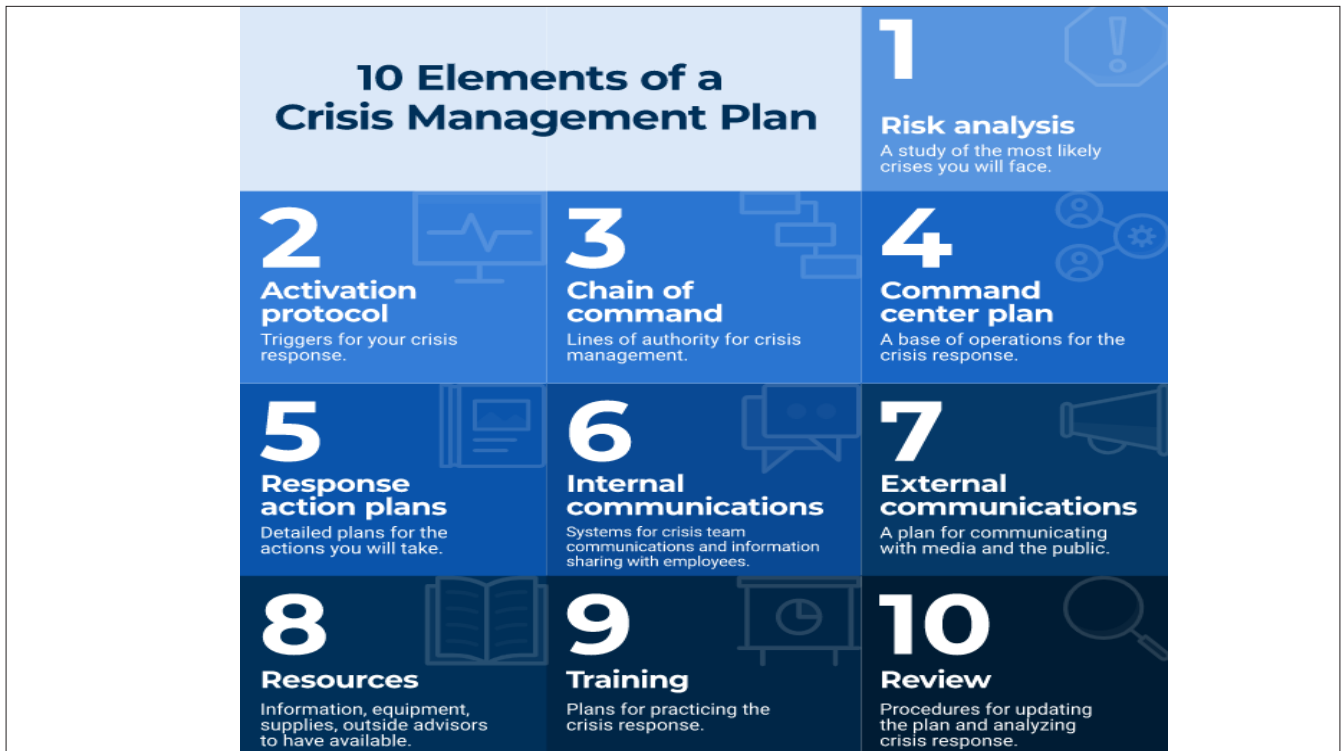 10 Elements of a
Crisis Management Plan
1
Risk analysis
A study of the most likely
crises you will face.
2
Activation
protocol
Triggers for your crisis
response.
3
Chain of
command
Lines of authority for crisis
management.
4
Command
center plan
A base of operations for the
crisis response.
5
Response
action plans
Detailed plans for the
actions you will take.
6
Internal
communications
Systems for crisis team
communications and information
sharing with employees.
7
External
communications
A plan for communicating
with media and the public.
8
Resources
Information, equipment,
supplies, outside advisors
to have available.
9
Training
Plans for practicing the
crisis response.
10
Review
Procedures for updating
the plan and analyzing
crisis response.